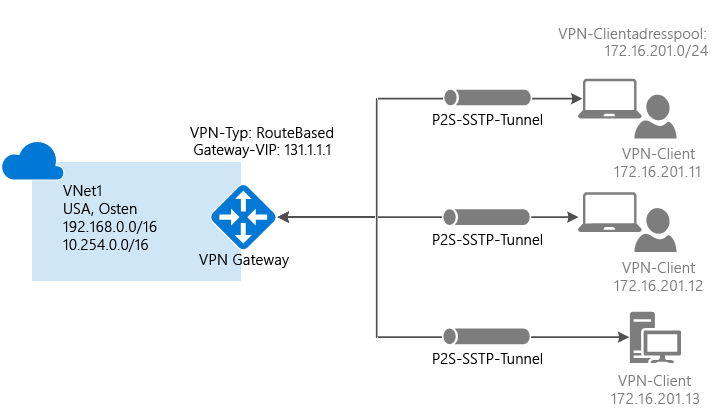 VPN-Clientadresspool:
172.16.201.0/24
VPN-Typ: RouteBased
Gateway-VIP: 131.1.1.1
VNet1
USA, Osten
192.168.0.0/16
10.254.0.0/16
VPN Gateway
P2S-SSTP-Tunnel
VPN-Client
172.16.201.11
P2S-SSTP-Tunnel
VPN-Client
172.16.201.12
P2S-SSTP-Tunnel
VPN-Client
172.16.201.13